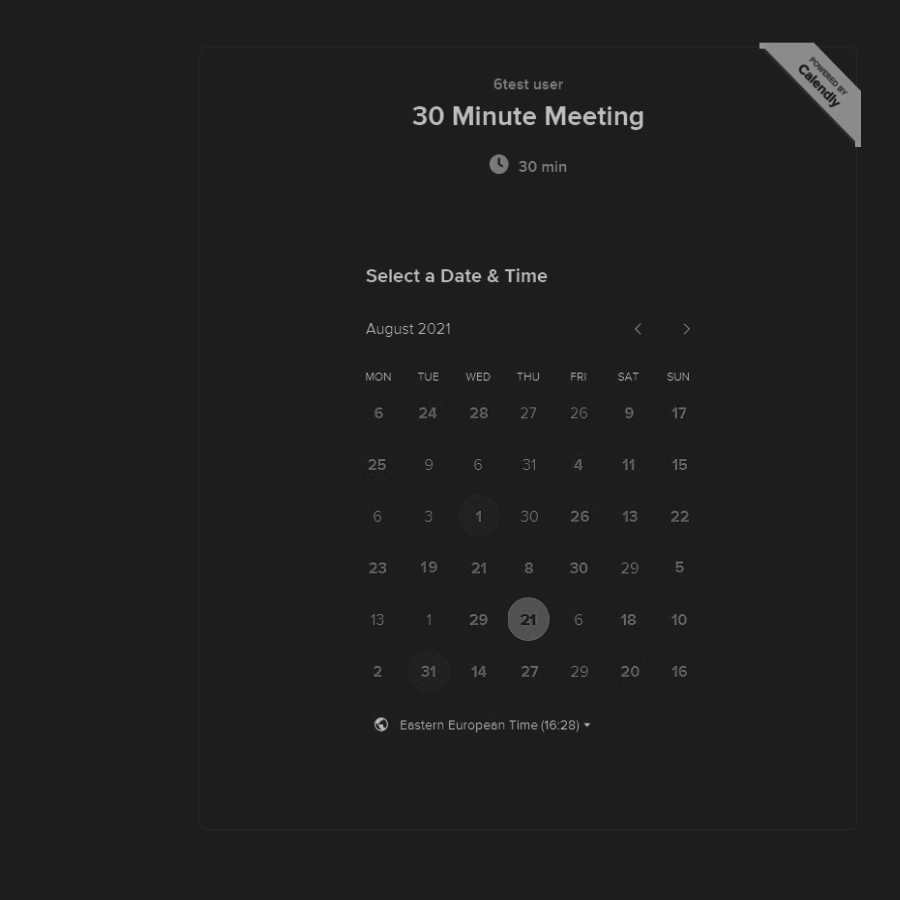 POWERED BY
Calendly
6test user
30 Minute Meeting
30 min
Select a Date & Time
August 2021
MON TUE WED THU FRI SAT SUN
6 24 28 27 26 9 17
25 9 6 31 4 11 15
6 3 1 30 26 13 22
23 19 21 8 30 29 5
13 1 29 21 6 18 10
2 31 14 27 29 20 16
Eastern European Time (16:28)